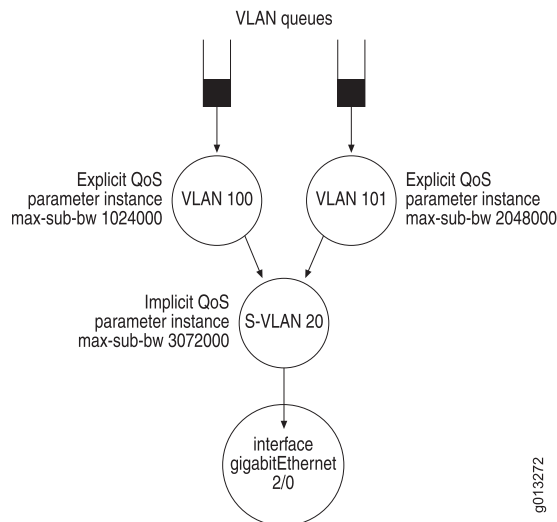 VLAN queues
Explicit QoS
parameter instance
max-sub-bw 1024000
VLAN 100
VLAN 101
Explicit QoS
parameter instance
max-sub-bw 2048000
Implicit QoS
parameter instance
max-sub-bw 3072000
S-VLAN 20
interface
gigabitEthernet
2/0
g013272